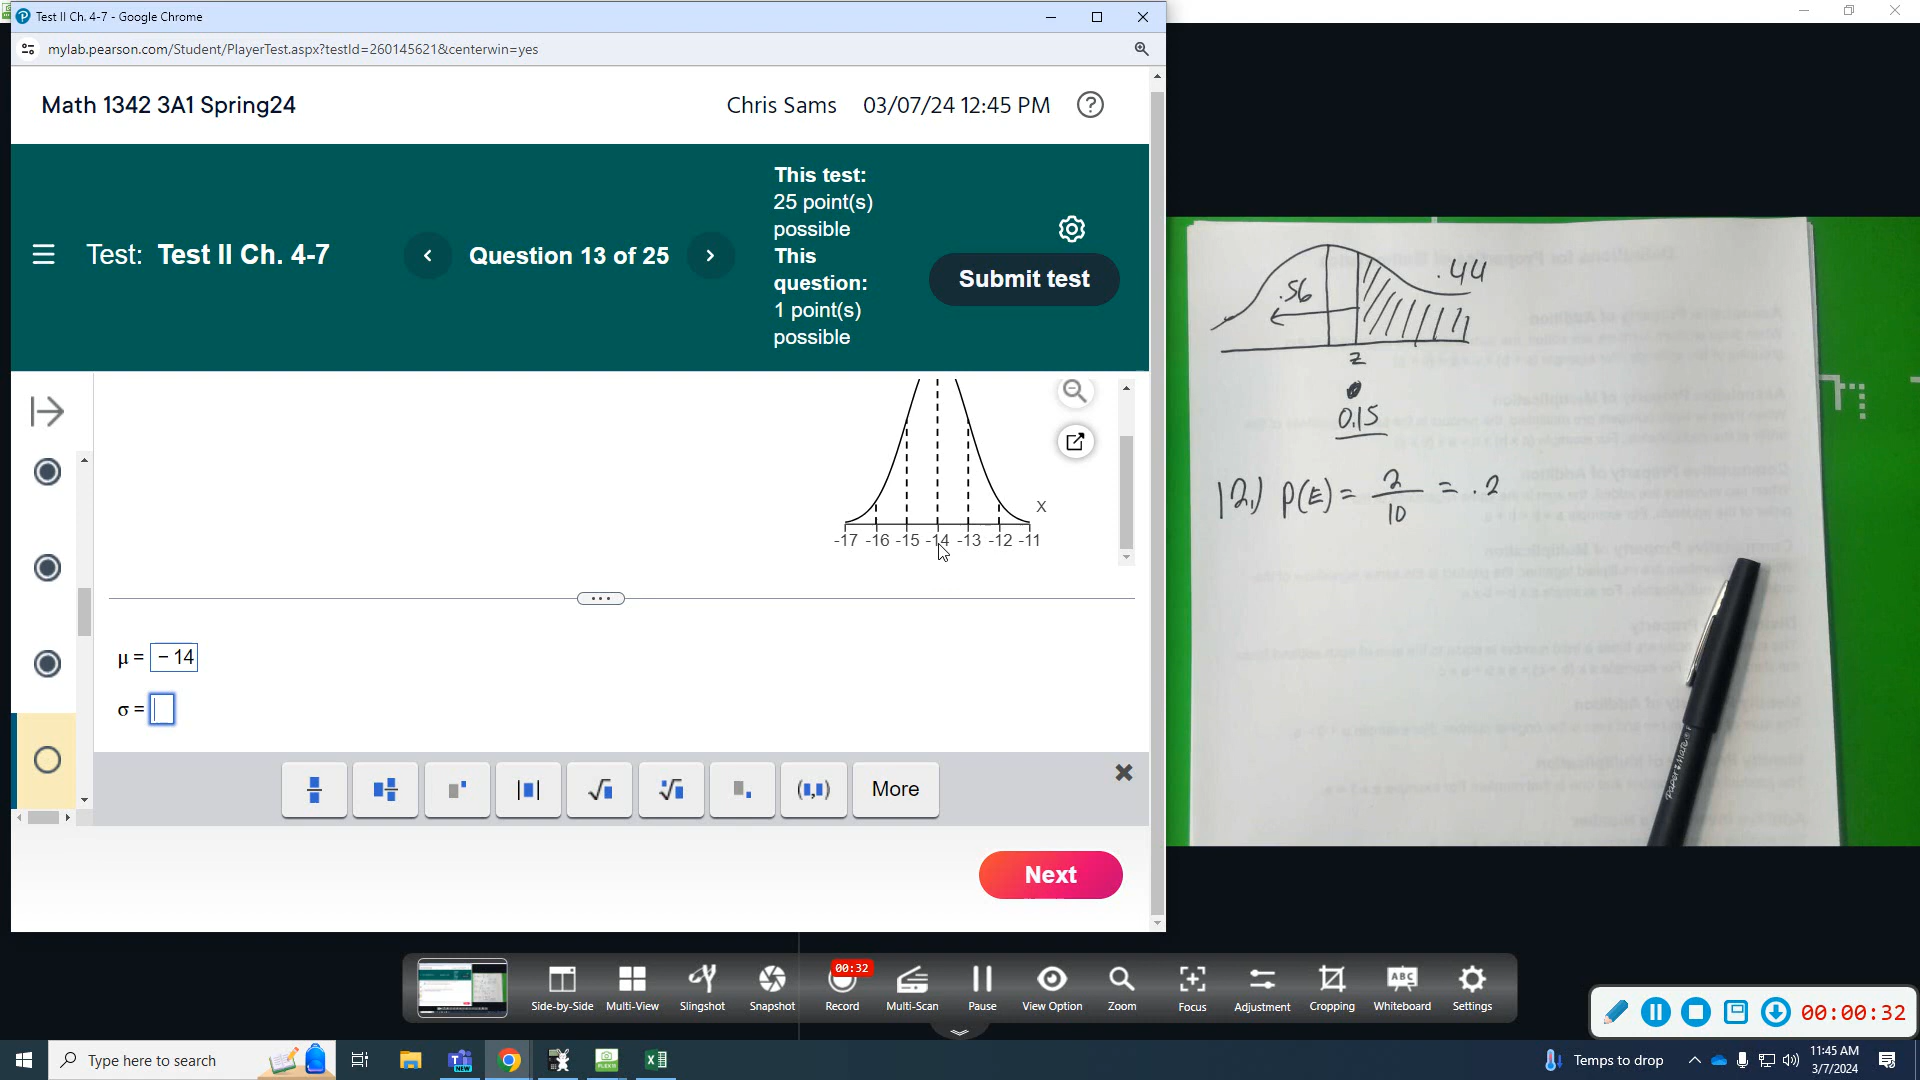 Test II Ch. 4-7 - Google Chrome
mylab.pearson.com/Student/PlayerTest.aspx?testId=260145621&centerwin=yes
Math 1342 3A1 Spring24
Chris Sams
03/07/24 12:45 PM
Test: Test II Ch. 4-7
Question 13 of 25
This test:
25 point(s)
possible
This
question:
1 point(s)
possible
Submit test
X
-17 -16 -15 -14 -13 -12 -11
μ = -14
σ =
More
Next
.56
.44
z
0.15
12.) P(E) = 2/10 = .2
00:32
Side-by-Side
Multi-View
Slingshot
Snapshot
Record
Multi-Scan
Pause
View Option
Zoom
Focus
Adjustment
Cropping
ABC
Whiteboard
Settings
00:00:32
Type here to search
NEW
Temps to drop
11:45 AM
3/7/2024